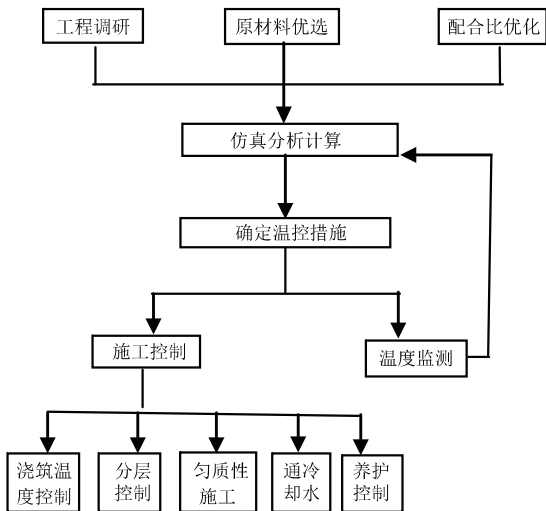 工程调研
原材料优选
配合比优化
仿真分析计算
确定温控措施
施工控制
温度监测
浇筑温
度控制
分层
控制
匀质性
施工
通冷
却水
养护
控制